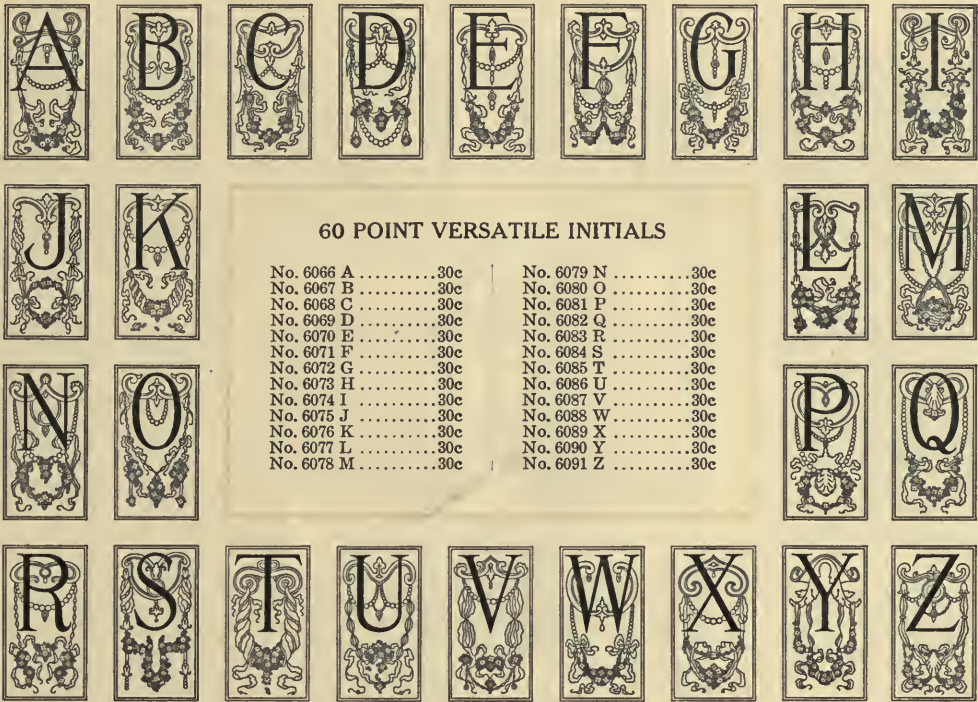 A B C D E F G H I
J K L M
60 POINT VERSATILE INITIALS
No. 6066 A ..........30c
No. 6067 B ..........30c
No. 6068 C ..........30c
No. 6069 D ..........30c
No. 6070 E ..........30c
No. 6071 F ..........30c
No. 6072 G ..........30c
No. 6073 H ..........30c
No. 6074 I ..........30c
No. 6075 J ..........30c
No. 6076 K ..........30c
No. 6077 L ..........30c
No. 6078 M ..........30c
No. 6079 N ..........30c
No. 6080 O ..........30c
No. 6081 P ..........30c
No. 6082 Q ..........30c
No. 6083 R ..........30c
No. 6084 S ..........30c
No. 6085 T ..........30c
No. 6086 U ..........30c
No. 6087 V ..........30c
No. 6088 W ..........30c
No. 6089 X ..........30c
No. 6090 Y ..........30c
No. 6091 Z ..........30c
N O P Q
R S T U V W X Y Z